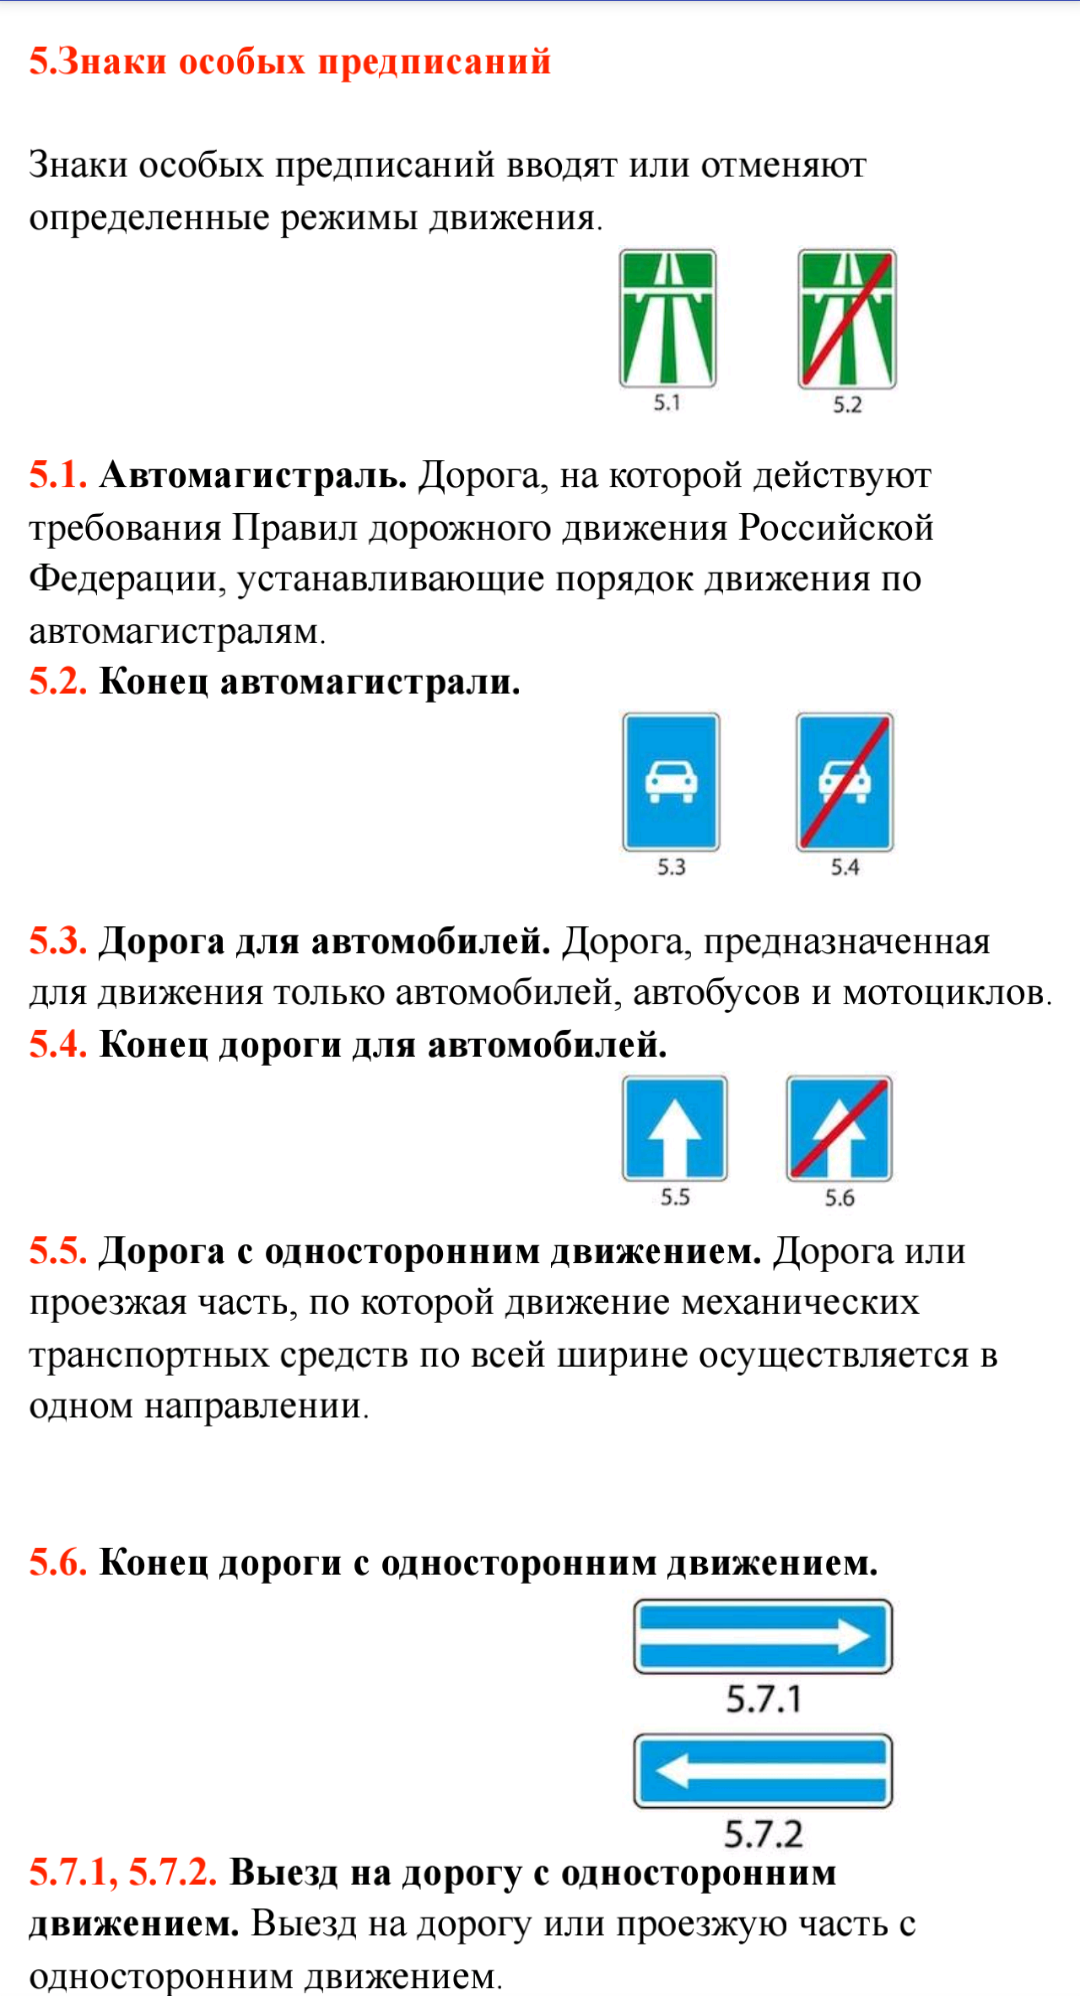 5.Знаки особых предписаний
Знаки особых предписаний вводят или отменяют
определенные режимы движения.
5.1 5.2
5.1. Автомагистраль. Дорога, на которой действуют
требования Правил дорожного движения Российской
Федерации, устанавливающие порядок движения по
автомагистралям.
5.2. Конец автомагистрали.
5.3 5.4
5.3. Дорога для автомобилей. Дорога, предназначенная
для движения только автомобилей, автобусов и мотоциклов.
5.4. Конец дороги для автомобилей.
5.5 5.6
5.5. Дорога с односторонним движением. Дорога или
проезжая часть, по которой движение механических
транспортных средств по всей ширине осуществляется в
одном направлении.
5.6. Конец дороги с односторонним движением.
5.7.1
5.7.2
5.7.1, 5.7.2. Выезд на дорогу с односторонним
движением. Выезд на дорогу или проезжую часть с
односторонним движением.